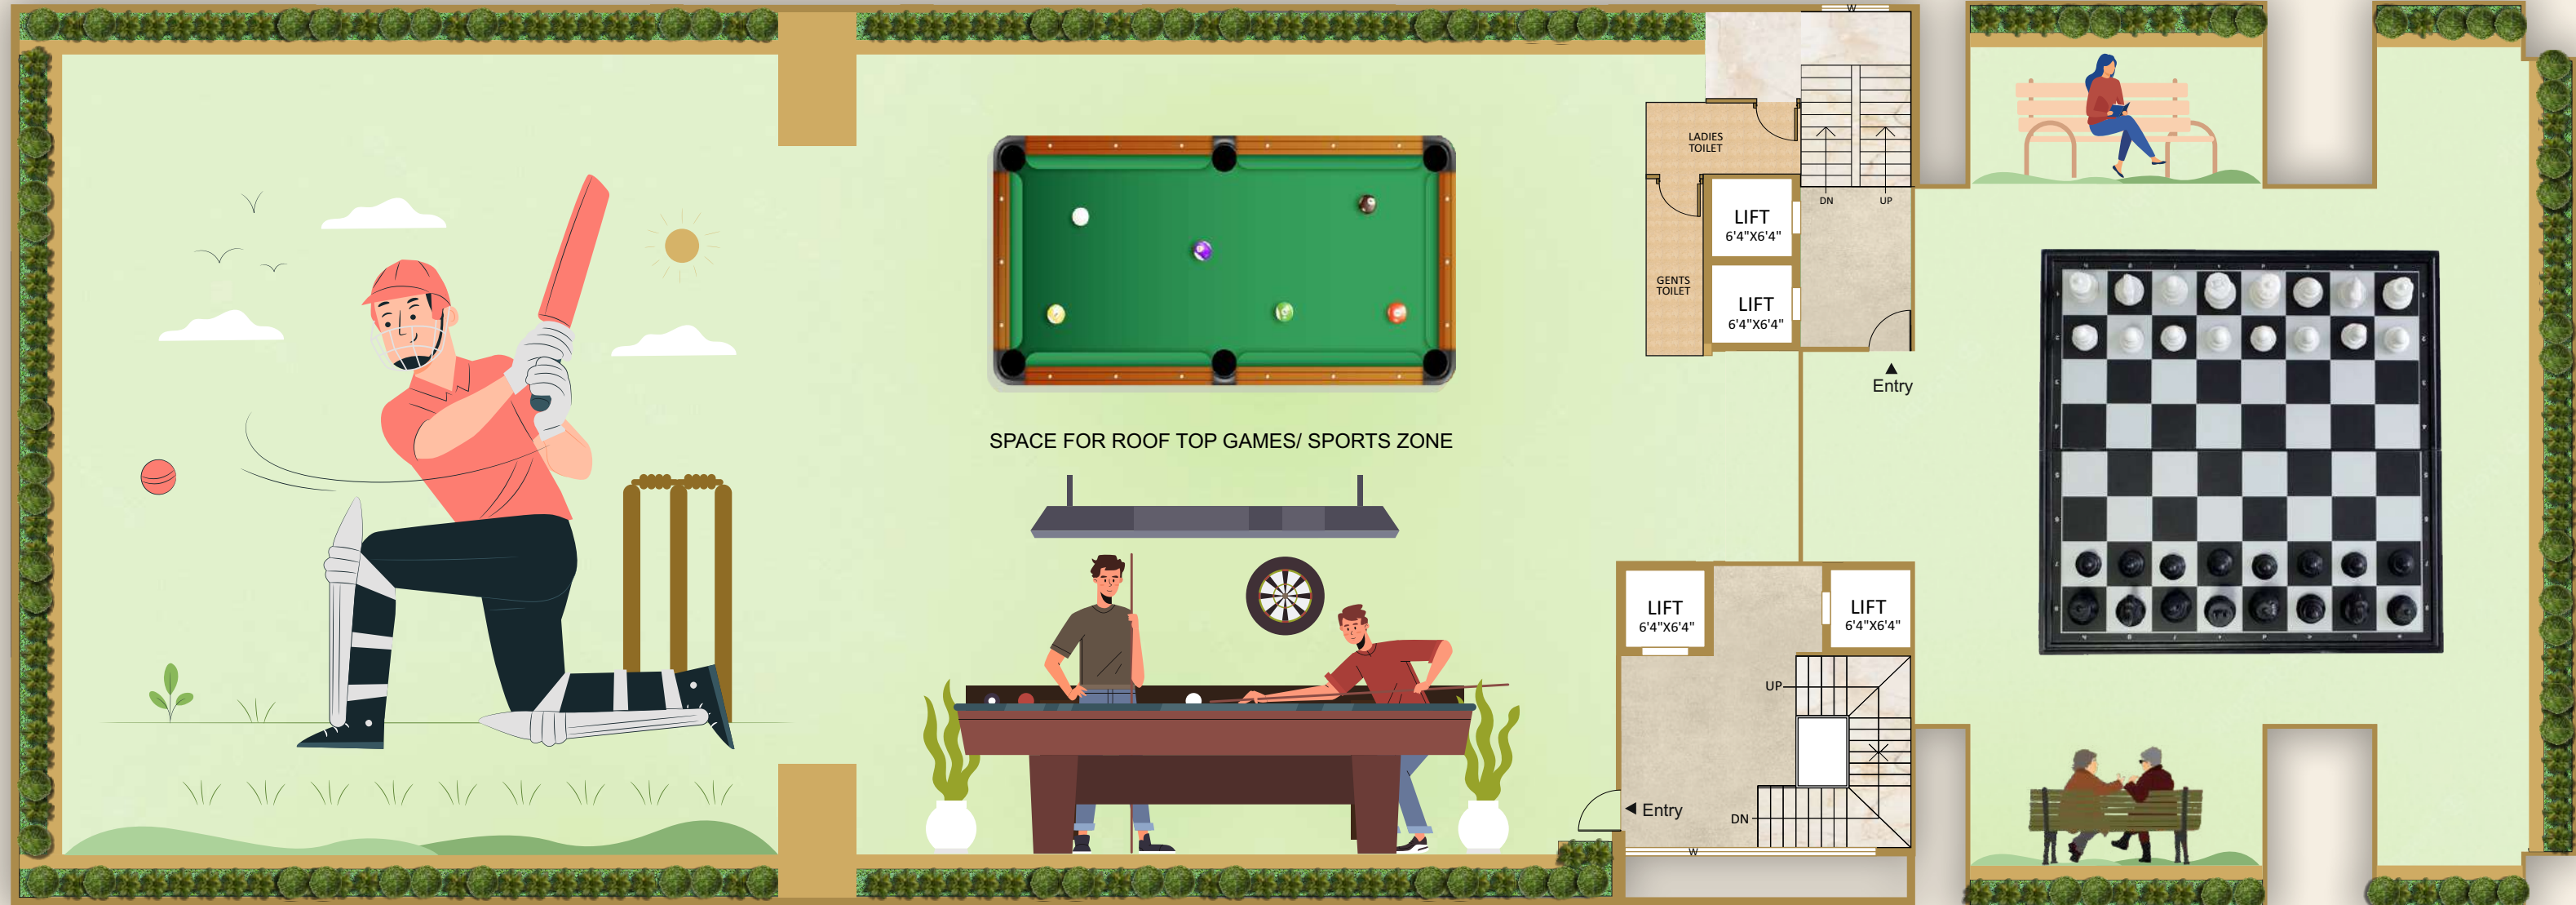 W
LADIES
TOILET
DN
UP
LIFT
6'4"X6'4"
GENTS
TOILET
LIFT
6'4"X6'4"
Entry
SPACE FOR ROOF TOP GAMES/ SPORTS ZONE
LIFT
6'4"X6'4"
LIFT
6'4"X6'4"
UP
Entry
DN
W